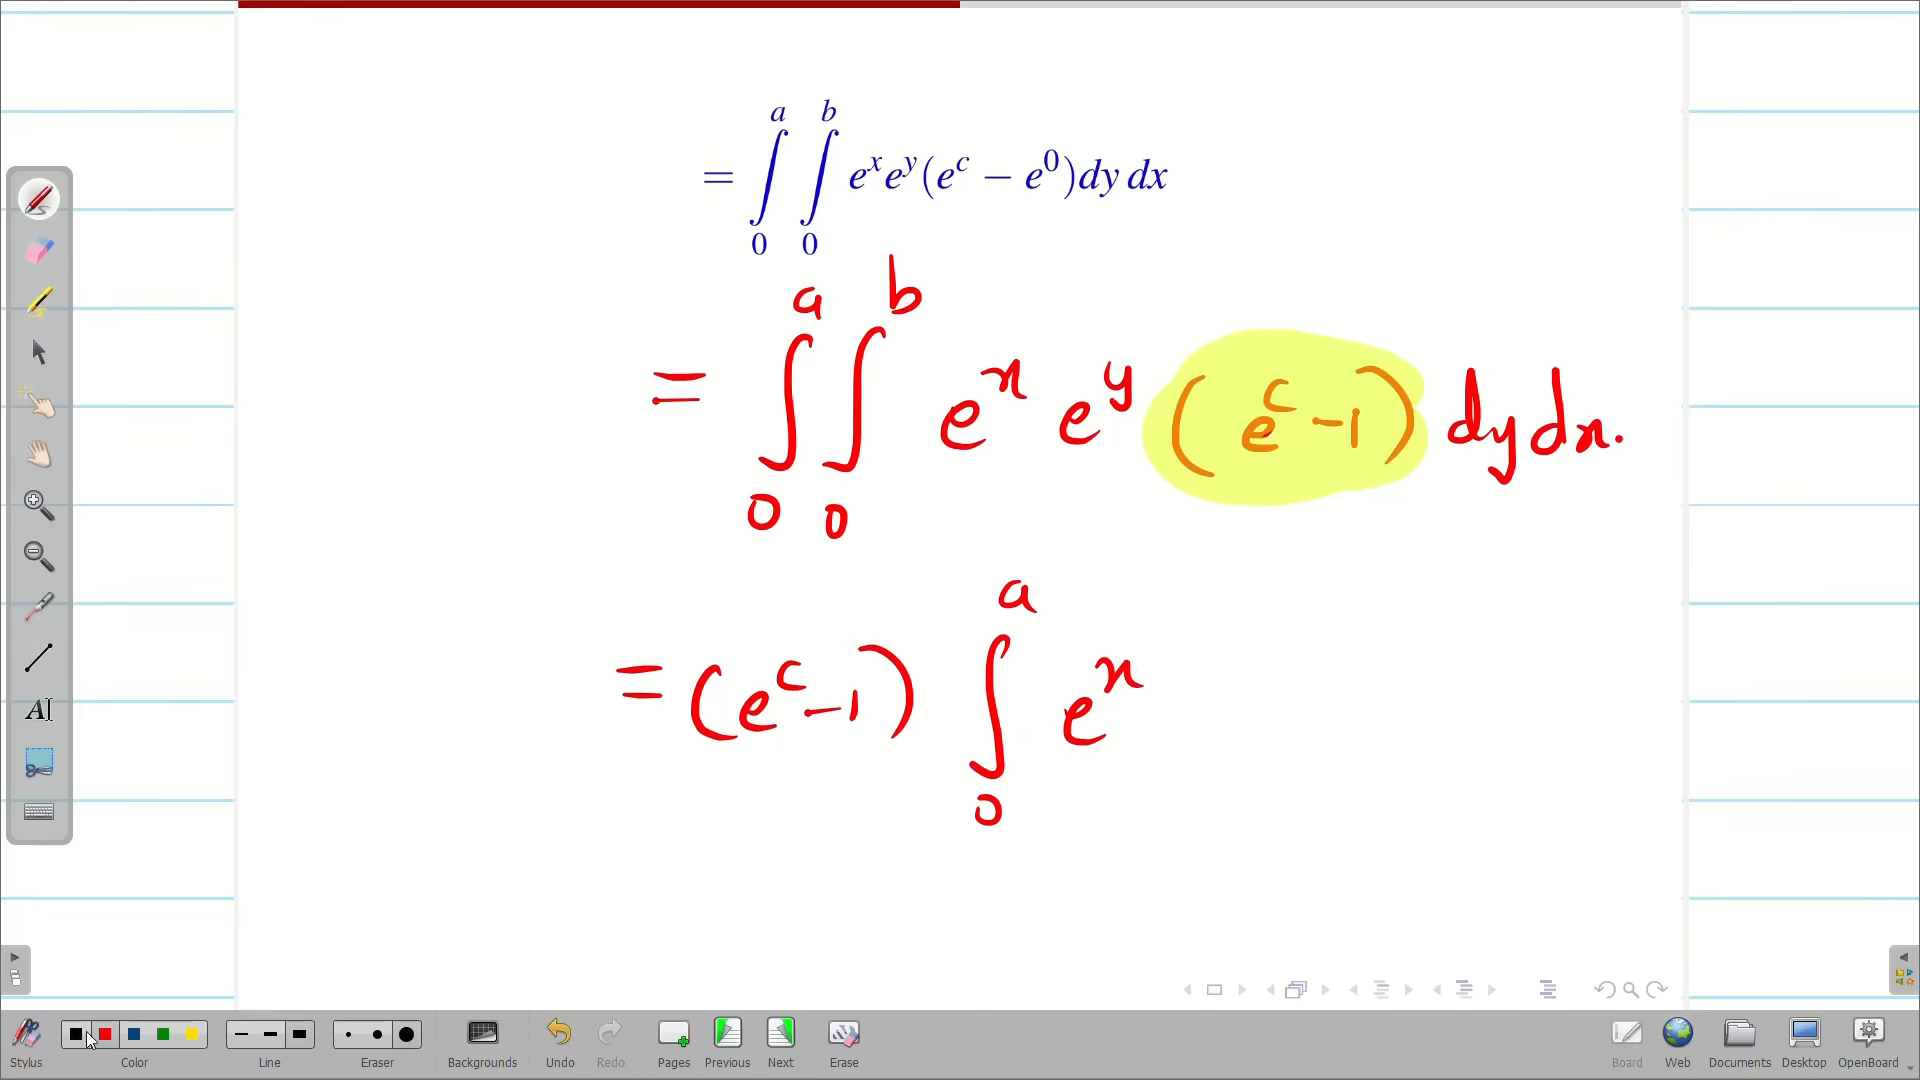 = ∫₀ᵃ ∫₀ᵇ eˣeʸ(eᶜ − e⁰)dy dx
= ∫₀ᵃ ∫₀ᵇ eˣ eʸ (eᶜ - 1) dy dx.
= (eᶜ - 1) ∫₀ᵃ eˣ
Stylus Color Line Eraser Backgrounds Undo Redo Pages Previous Next Erase Board Web Documents Desktop OpenBoard